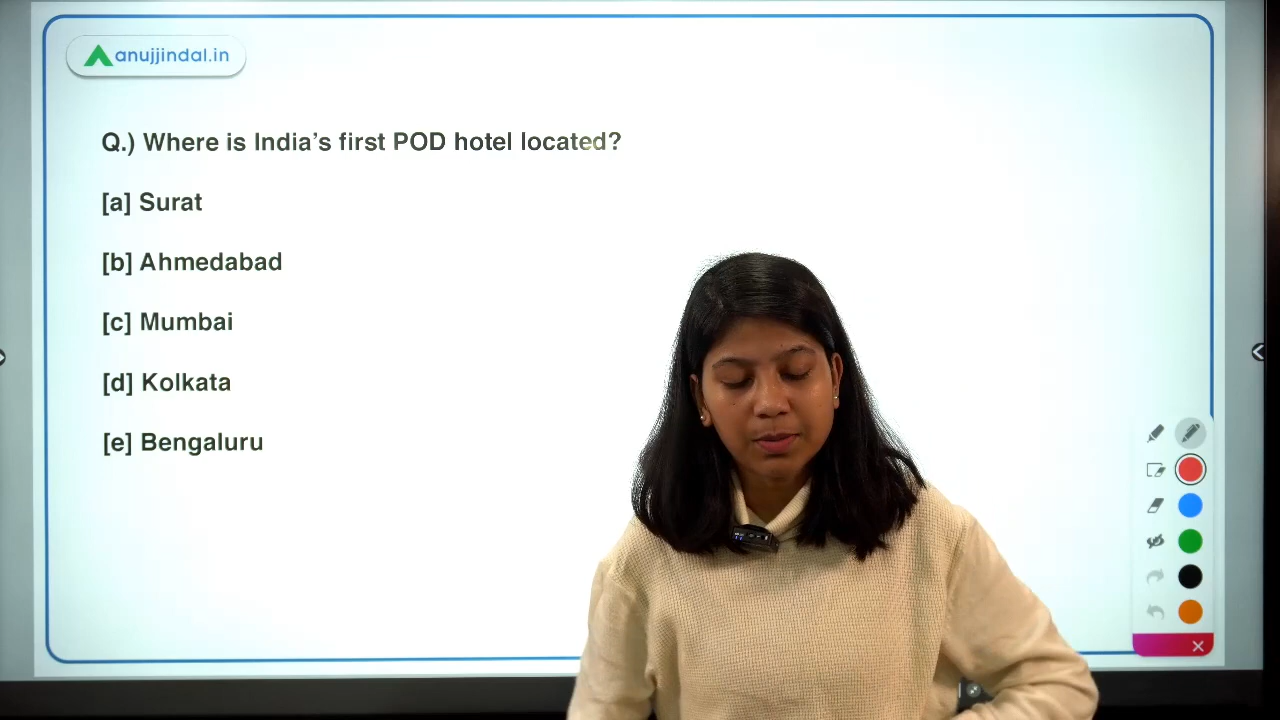 anujjindal.in
Q.) Where is India’s first POD hotel located?
[a] Surat
[b] Ahmedabad
[c] Mumbai
[d] Kolkata
[e] Bengaluru